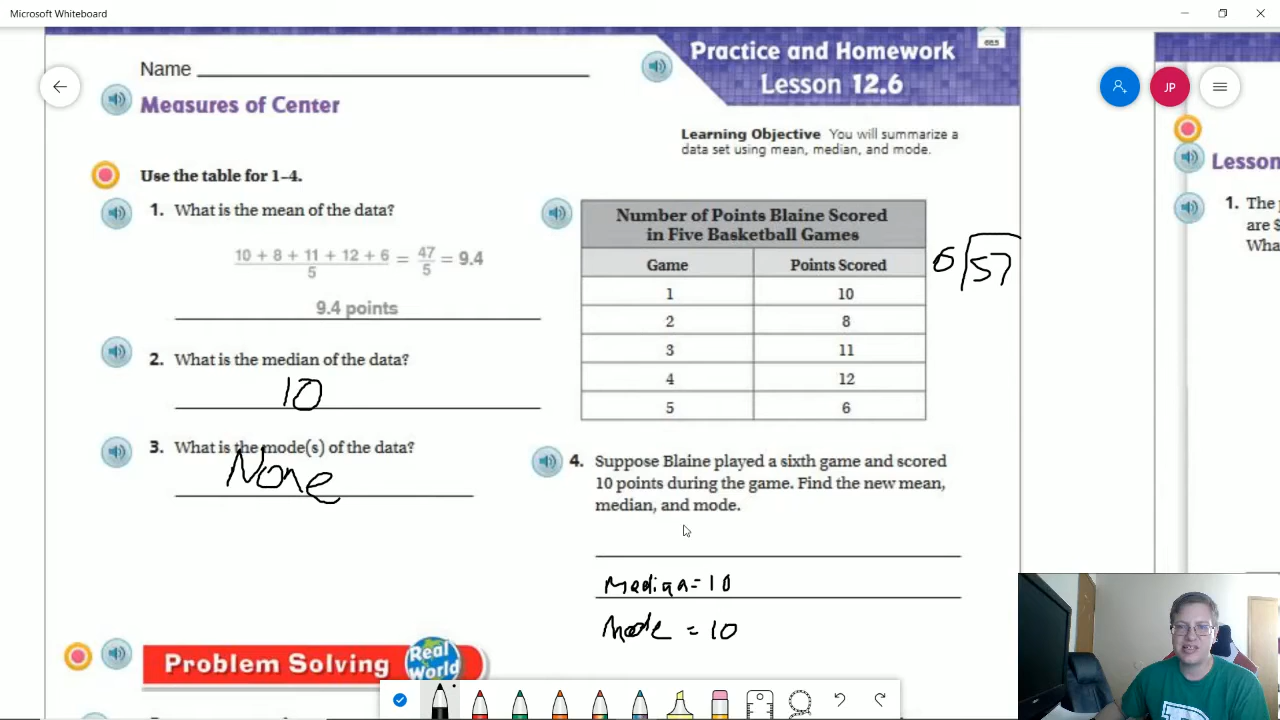 Microsoft Whiteboard
Practice and Homework
Lesson 12.6
Name
Measures of Center
Learning Objective You will summarize a
data set using mean, median, and mode.
Use the table for 1–4.
1. What is the mean of the data?
10 + 8 + 11 + 12 + 6 / 5 = 47/5 = 9.4
9.4 points
2. What is the median of the data?
10
3. What is the mode(s) of the data?
None
Number of Points Blaine Scored
in Five Basketball Games
Game Points Scored
1 10
2 8
3 11
4 12
5 6
6 57
4. Suppose Blaine played a sixth game and scored
10 points during the game. Find the new mean,
median, and mode.
Median = 10
Mode = 10
Problem Solving
Real
World
JP
Lesson
1. The
are $
Wha